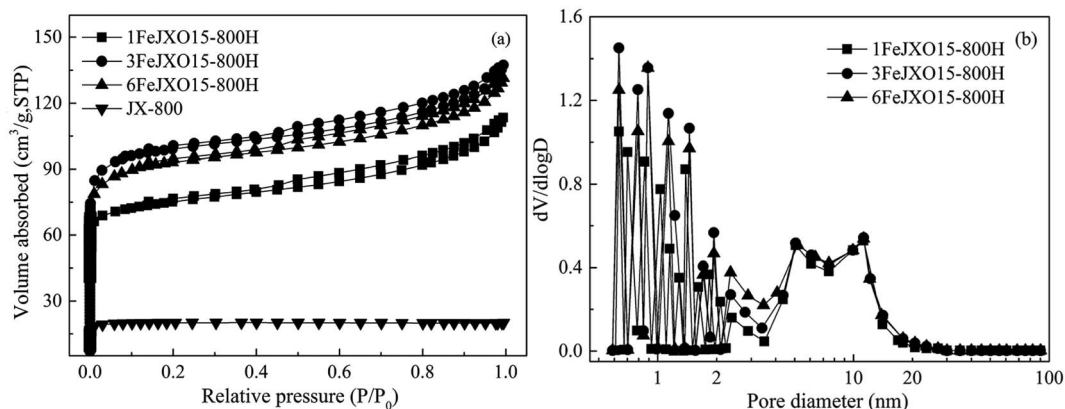 (a)
1FeJXO15-800H
3FeJXO15-800H
6FeJXO15-800H
JX-800
Volume absorbed (cm³/g,STP)
150
120
90
60
30
0.0 0.2 0.4 0.6 0.8 1.0
Relative pressure (P/P₀)
(b)
1FeJXO15-800H
3FeJXO15-800H
6FeJXO15-800H
dV/dlogD
1.6
1.2
0.8
0.4
0.0
1 2 10 20 100
Pore diameter (nm)